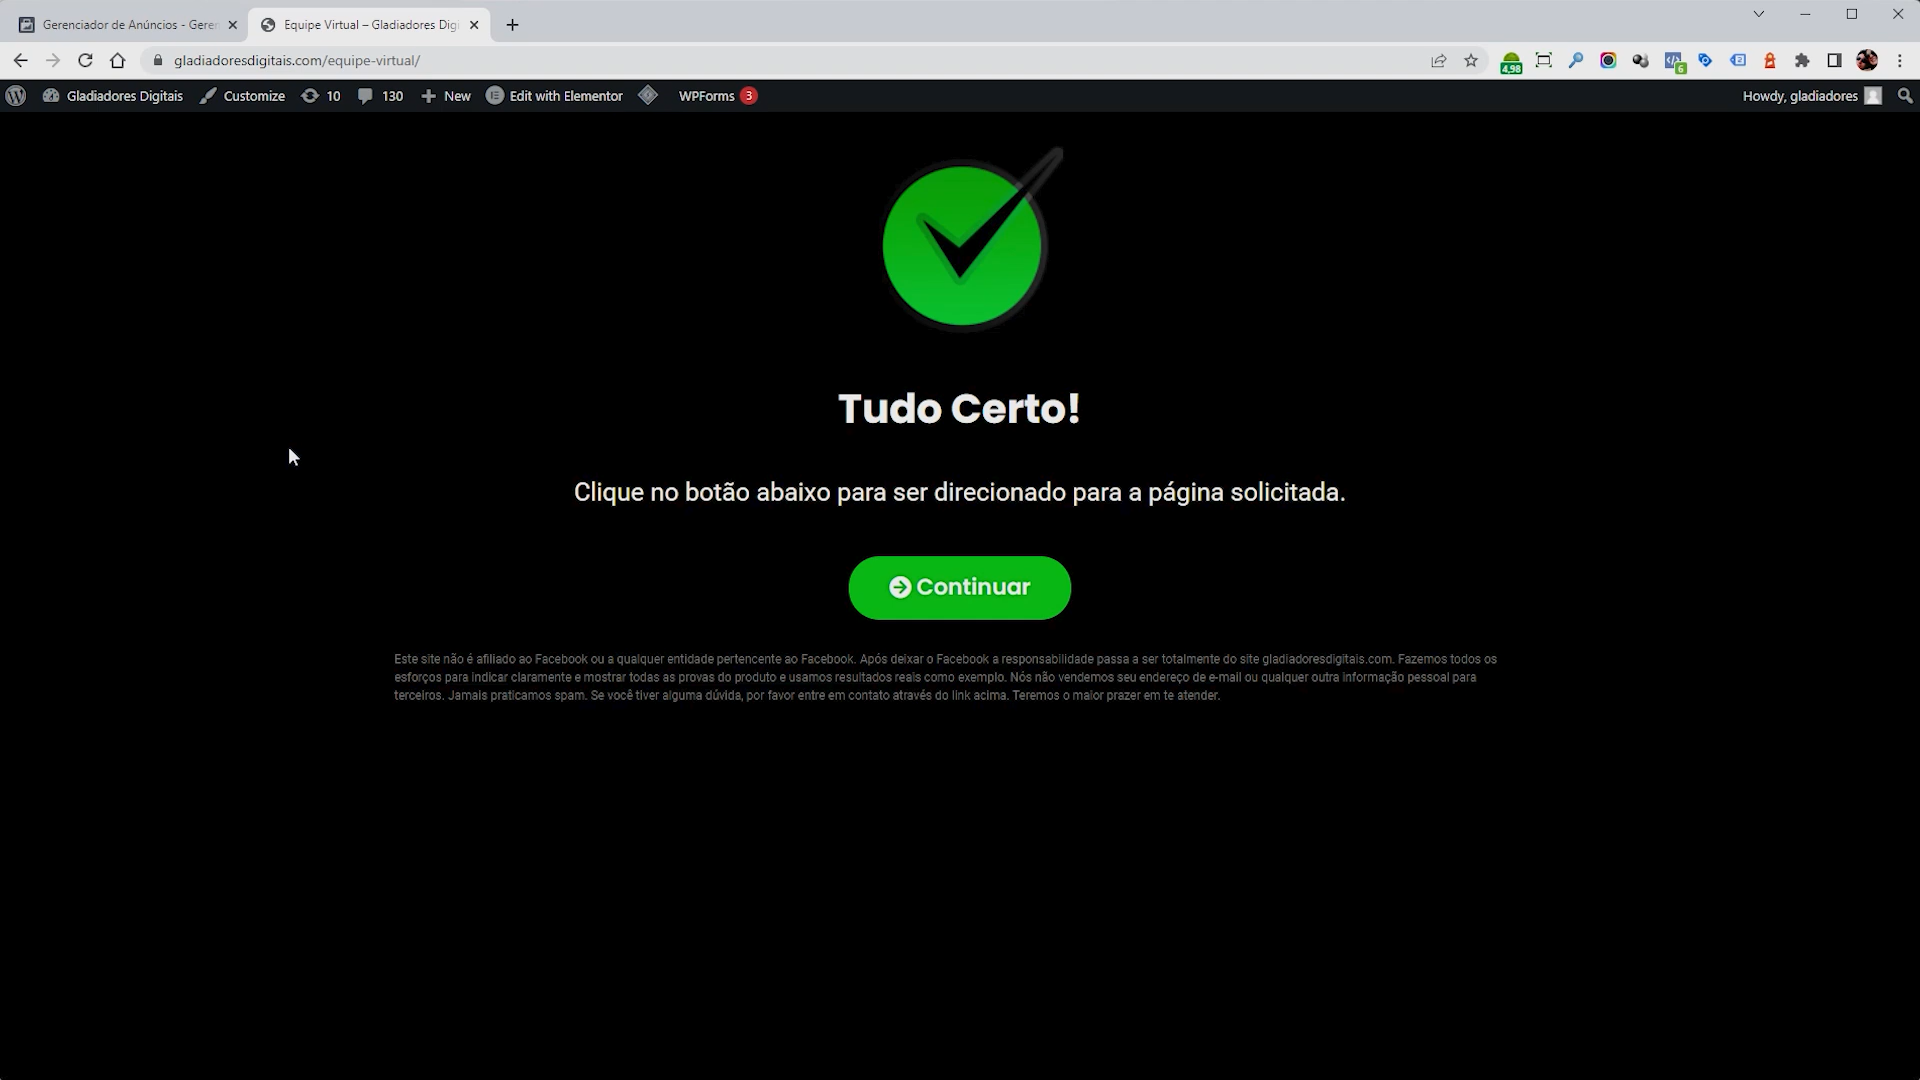 Gerenciador de Anúncios - Geren
Equipe Virtual – Gladiadores Digi
gladiadoresdigitais.com/equipe-virtual/
4,98
6
Gladiadores Digitais
Customize
10
130
New
Edit with Elementor
WPForms 3
Howdy, gladiadores
Tudo Certo!
Clique no botão abaixo para ser direcionado para a página solicitada.
Continuar
Este site não é afiliado ao Facebook ou a qualquer entidade pertencente ao Facebook. Após deixar o Facebook a responsabilidade passa a ser totalmente do site gladiadoresdigitais.com. Fazemos todos os
esforços para indicar claramente e mostrar todas as provas do produto e usamos resultados reais como exemplo. Nós não vendemos seu endereço de e-mail ou qualquer outra informação pessoal para
terceiros. Jamais praticamos spam. Se você tiver alguma dúvida, por favor entre em contato através do link acima. Teremos o maior prazer em te atender.